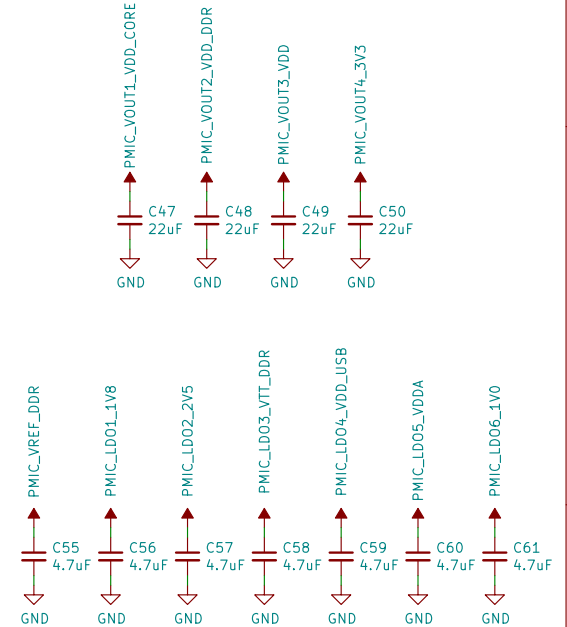 PMIC_VOUT1_VDD_CORE
PMIC_VOUT2_VDD_DDR
PMIC_VOUT3_VDD
PMIC_VOUT4_3V3
C47
22uF
C48
22uF
C49
22uF
C50
22uF
GND
GND
GND
GND
PMIC_VREF_DDR
PMIC_LDO1_1V8
PMIC_LDO2_2V5
PMIC_LDO3_VTT_DDR
PMIC_LDO4_VDD_USB
PMIC_LDO5_VDDA
PMIC_LDO6_1V0
C55
4.7uF
C56
4.7uF
C57
4.7uF
C58
4.7uF
C59
4.7uF
C60
4.7uF
C61
4.7uF
GND
GND
GND
GND
GND
GND
GND